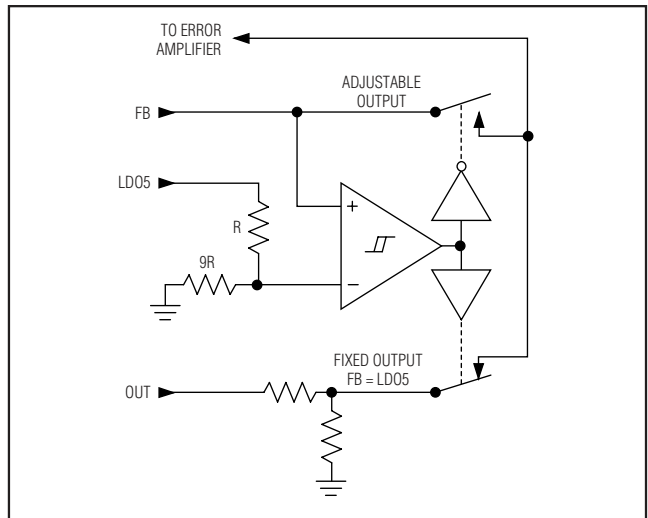 TO ERROR
AMPLIFIER
ADJUSTABLE
OUTPUT
FB
LDO5
R
+
9R
−
FIXED OUTPUT
FB = LDO5
OUT